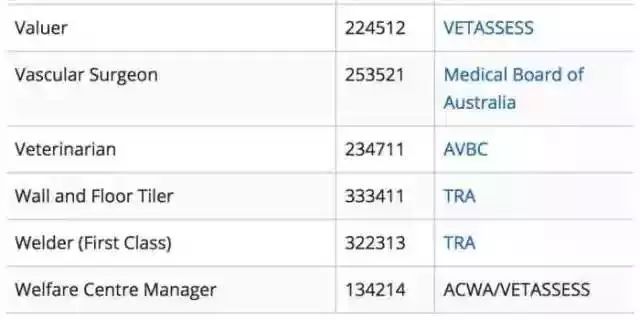 Valuer 224512 VETASSESS
Vascular Surgeon 253521 Medical Board of
Australia
Veterinarian 234711 AVBC
Wall and Floor Tiler 333411 TRA
Welder (First Class) 322313 TRA
Welfare Centre Manager 134214 ACWA/VETASSESS